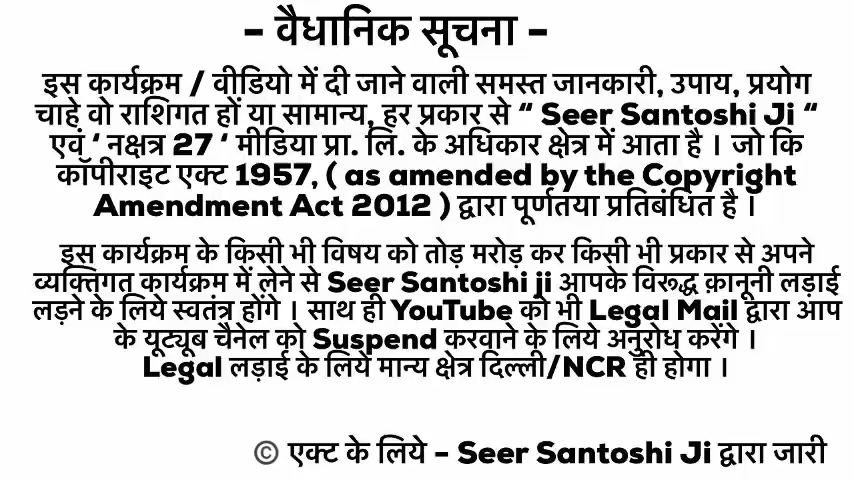 - वैधानिक सूचना -
इस कार्यक्रम / वीडियो में दी जाने वाली समस्त जानकारी, उपाय, प्रयोग
चाहे वो राशिगत हों या सामान्य, हर प्रकार से “ Seer Santoshi Ji “
एवं ‘ नक्षत्र 27 ‘ मीडिया प्रा. लि. के अधिकार क्षेत्र में आता है । जो कि
कॉपीराइट एक्ट 1957, ( as amended by the Copyright
Amendment Act 2012 ) द्वारा पूर्णतया प्रतिबंधित है ।
इस कार्यक्रम के किसी भी विषय को तोड़ मरोड़ कर किसी भी प्रकार से अपने
व्यक्तिगत कार्यक्रम में लेने से Seer Santoshi ji आपके विरूद्ध क़ानूनी लड़ाई
लड़ने के लिये स्वतंत्र होंगे । साथ ही YouTube को भी Legal Mail द्वारा आप
के यूट्यूब चैनेल को Suspend करवाने के लिये अनुरोध करेंगे ।
Legal लड़ाई के लिये मान्य क्षेत्र दिल्ली/NCR ही होगा ।
© एक्ट के लिये - Seer Santoshi Ji द्वारा जारी